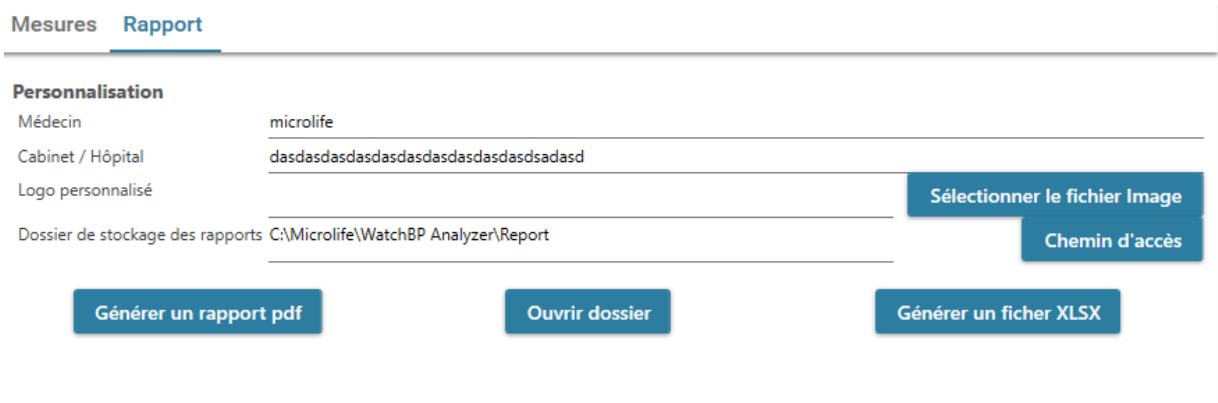 Mesures Rapport
Personnalisation
Médecin microlife
Cabinet / Hôpital dasdasdasdasdasdasdasdasdasdasdsadasd
Logo personnalisé Sélectionner le fichier Image
Dossier de stockage des rapports C:\Microlife\WatchBP Analyzer\Report Chemin d'accès
Générer un rapport pdf Ouvrir dossier Générer un ficher XLSX